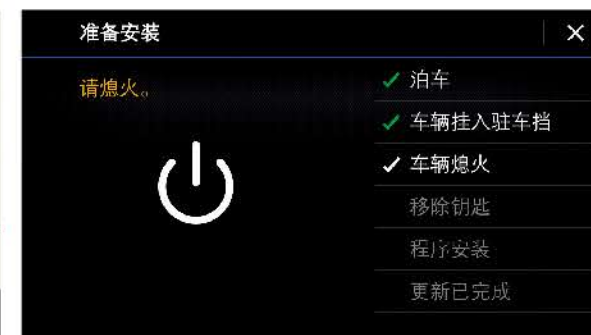 准备安装
请熄火。
泊车
车辆挂入驻车挡
车辆熄火
移除钥匙
程序安装
更新已完成